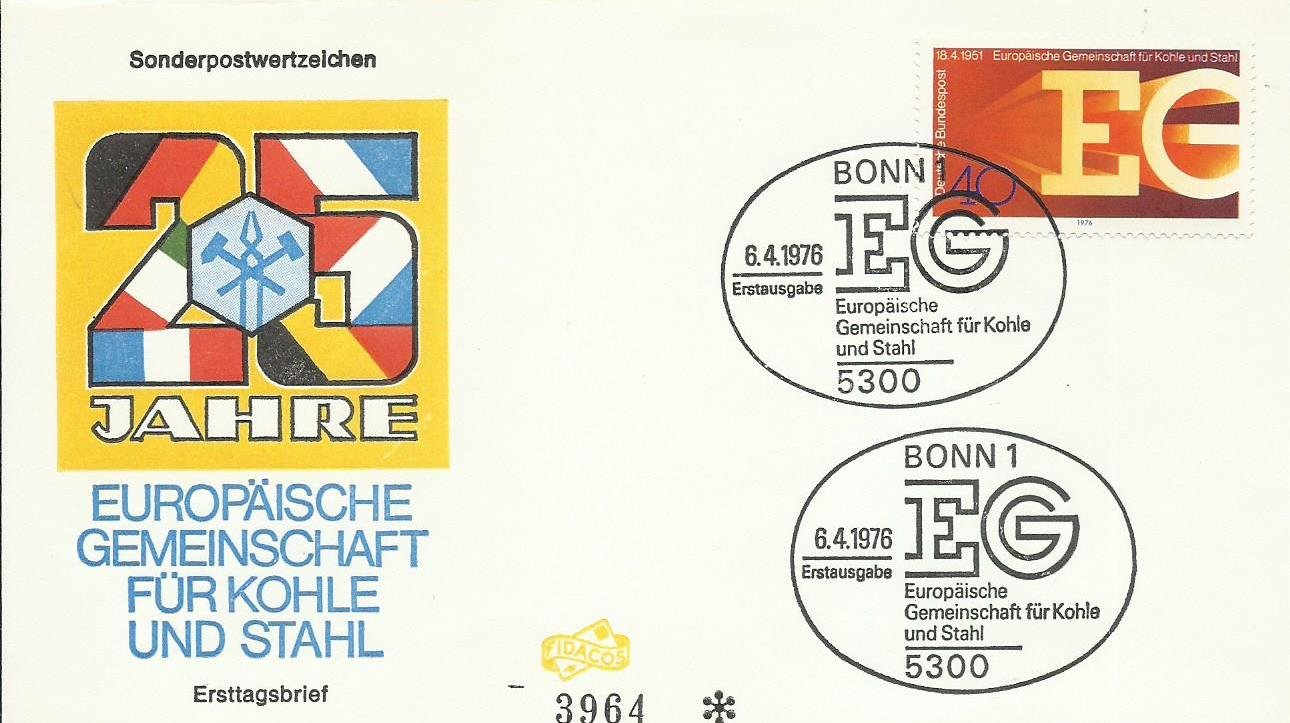 Sonderpostwertzeichen
25
JAHRE
EUROPÄISCHE
GEMEINSCHAFT
FÜR KOHLE
UND STAHL
Ersttagsbrief
FIDACOS
3964
18.4.1951 Europäische Gemeinschaft für Kohle und Stahl
Deutsche Bundespost
EG
40
1976
BONN 1
EG
6.4.1976
Erstausgabe
Europäische
Gemeinschaft für Kohle
und Stahl
5300
BONN 1
EG
6.4.1976
Erstausgabe
Europäische
Gemeinschaft für Kohle
und Stahl
5300